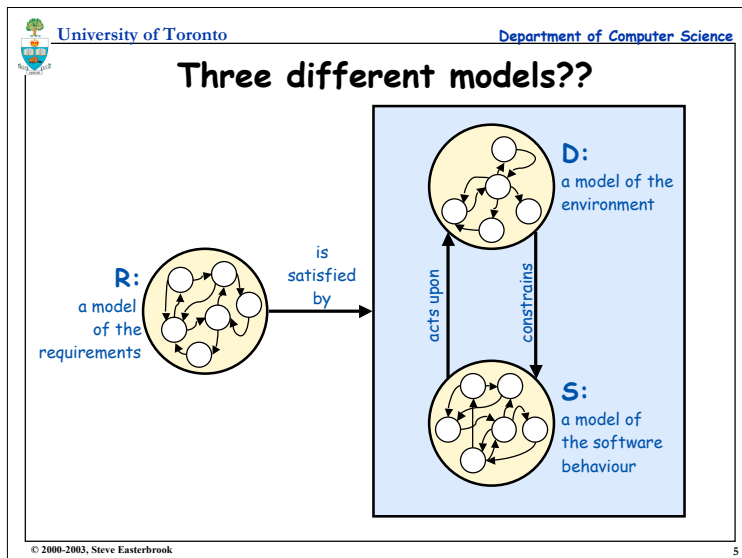 University of Toronto
Department of Computer Science
Three different models??
D:
a model of the
environment
is
satisfied
by
R:
a model
of the
requirements
acts upon
constrains
S:
a model of
the software
behaviour
© 2000-2003, Steve Easterbrook
5